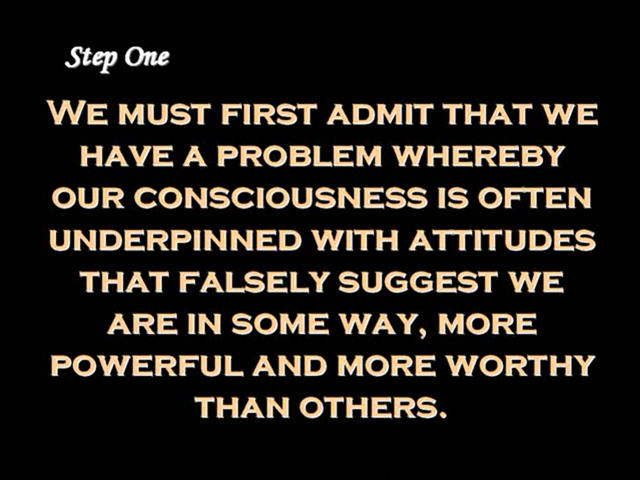 Step One
We must first admit that we
have a problem whereby
our consciousness is often
underpinned with attitudes
that falsely suggest we
are in some way, more
powerful and more worthy
than others.